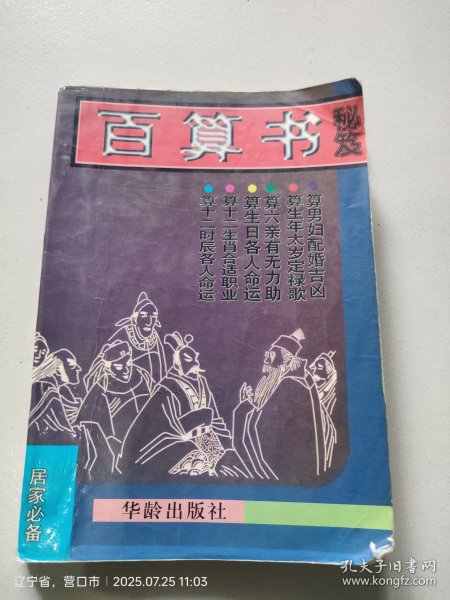 百算书
秘笈
算男妇配婚吉凶
算生年太岁定禄歌
算六亲有无力助
算生日各人命运
算十二生肖合适职业
算十二时辰各人命运
居家必备
华龄出版社
辽宁省，营口市 | 2025.07.25 11:03
孔夫子旧书网
www.kongfz.com